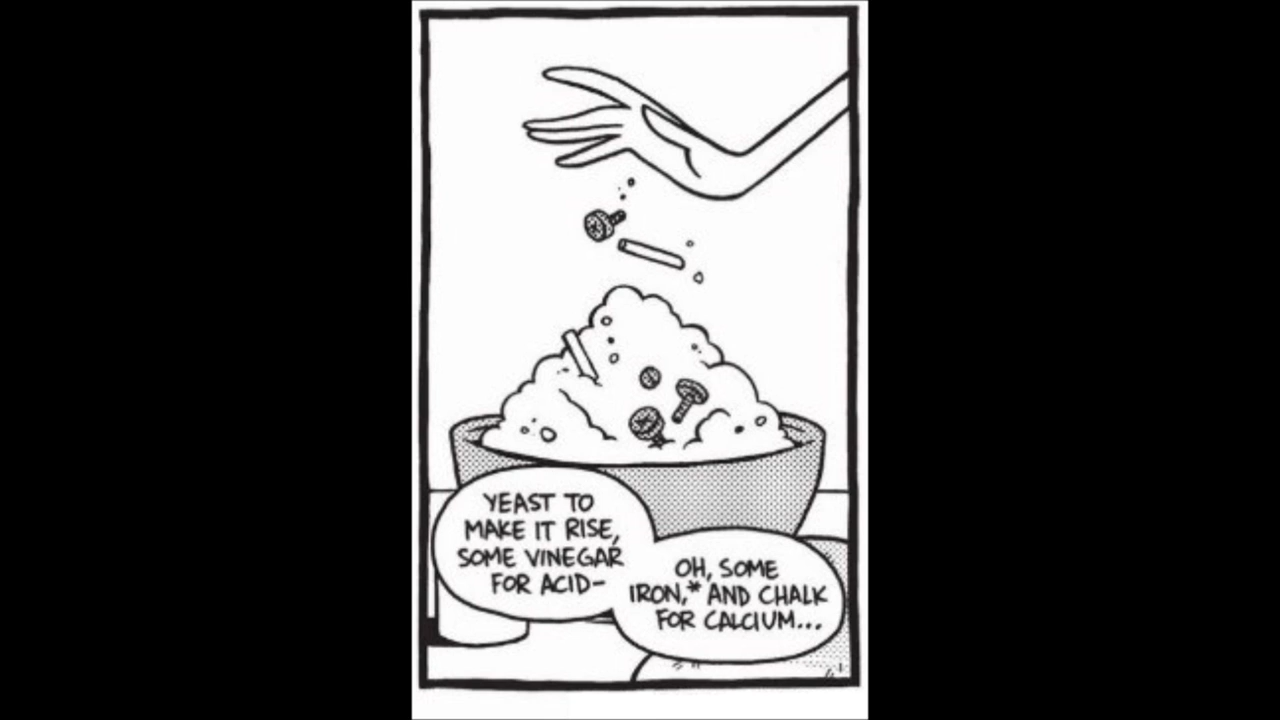 YEAST TO
MAKE IT RISE,
SOME VINEGAR
FOR ACID-
OH, SOME
IRON,* AND CHALK
FOR CALCIUM...